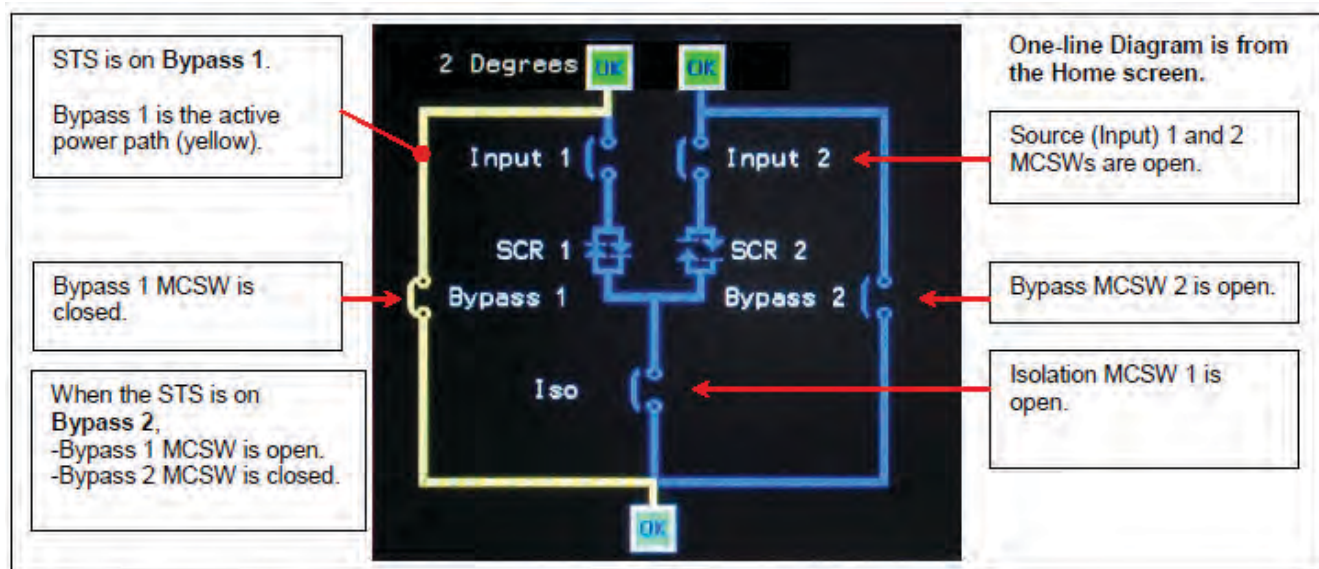 STS is on Bypass 1.
Bypass 1 is the active
power path (yellow).
Bypass 1 MCSW is
closed.
When the STS is on
Bypass 2,
-Bypass 1 MCSW is open.
-Bypass 2 MCSW is closed.
2 Degrees OK OK
Input 1 Input 2
SCR 1 SCR 2
Bypass 1 Bypass 2
Iso
OK
One-line Diagram is from
the Home screen.
Source (Input) 1 and 2
MCSWs are open.
Bypass MCSW 2 is open.
Isolation MCSW 1 is
open.